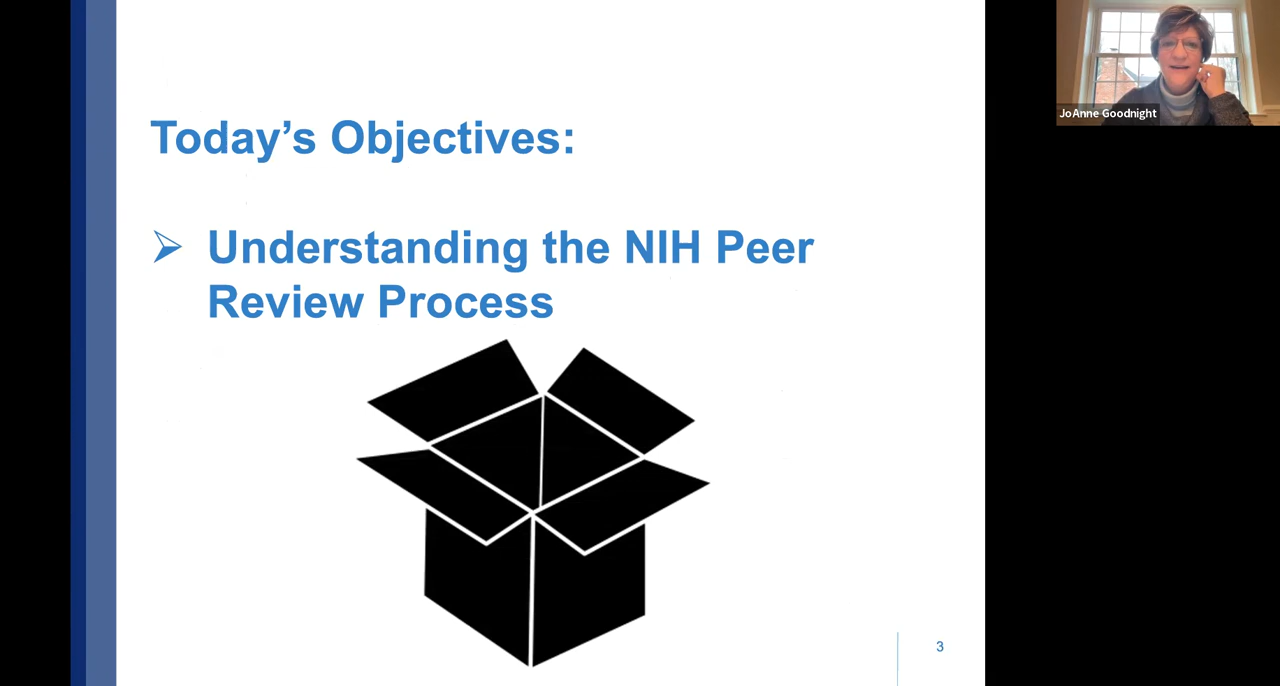 Today’s Objectives:
Understanding the NIH Peer
Review Process
3
JoAnne Goodnight